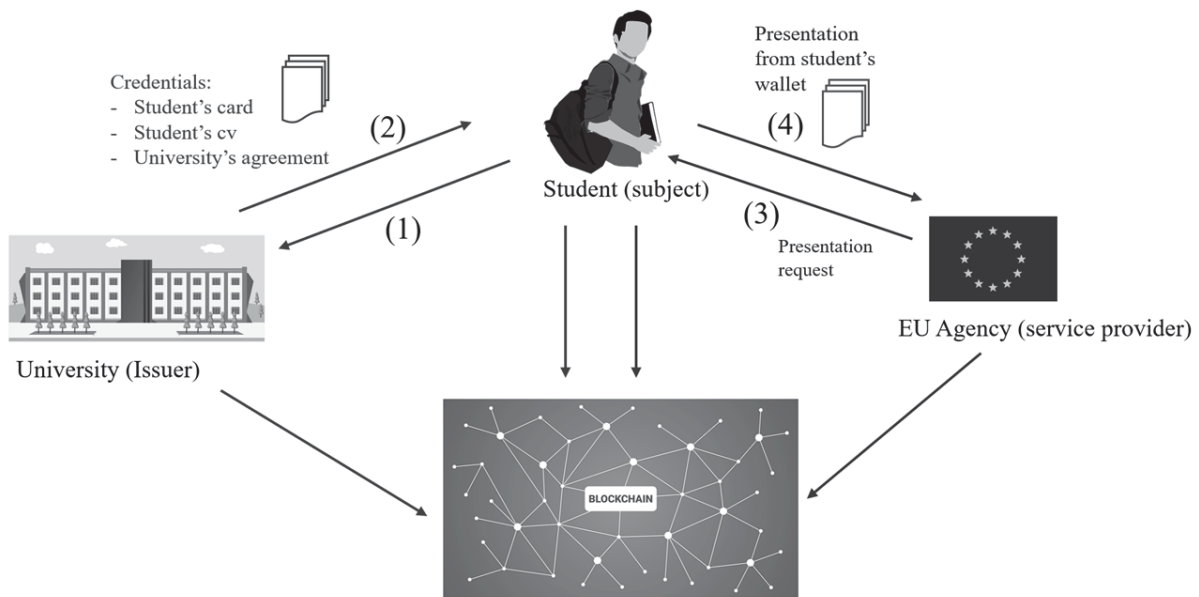 Credentials:
- Student's card
- Student's cv
- University's agreement
(2)
(1)
Student (subject)
Presentation
from student's
wallet
(4)
(3)
Presentation
request
University (Issuer)
EU Agency (service provider)
BLOCKCHAIN